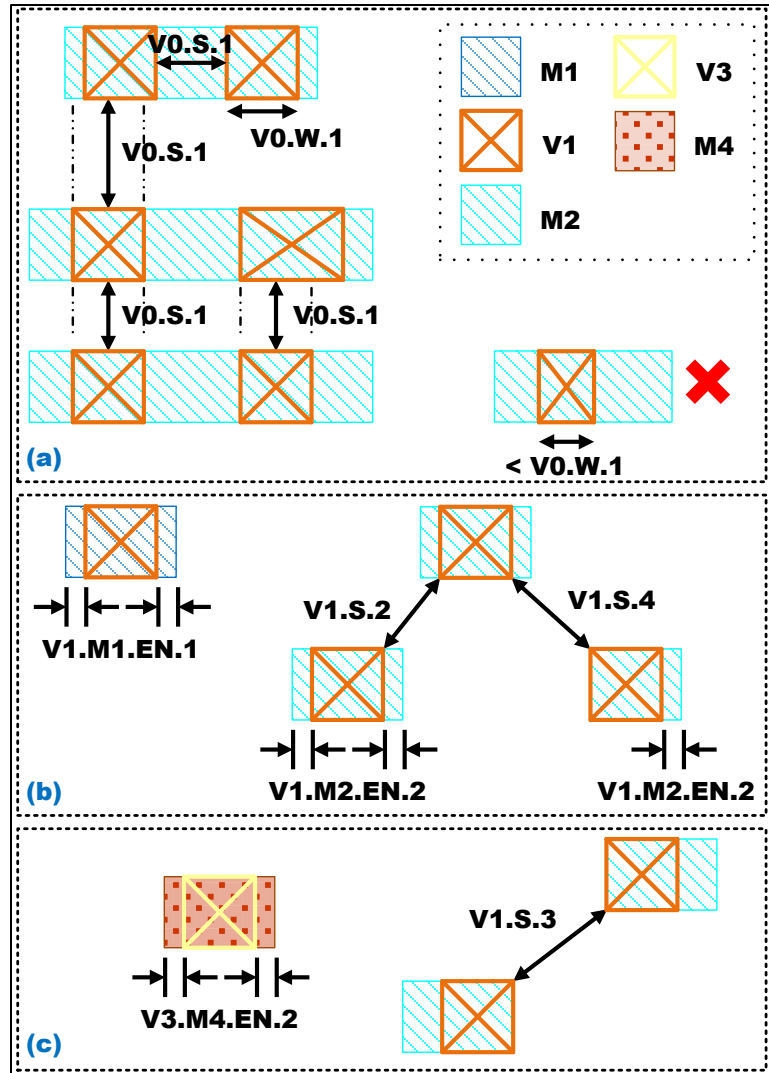 V0.S.1
V0.S.1
V0.W.1
V0.S.1
V0.S.1
< V0.W.1
(a)
M1
V3
V1
M4
M2
V1.M1.EN.1
V1.S.2
V1.S.4
V1.M2.EN.2
V1.M2.EN.2
(b)
V3.M4.EN.2
V1.S.3
(c)